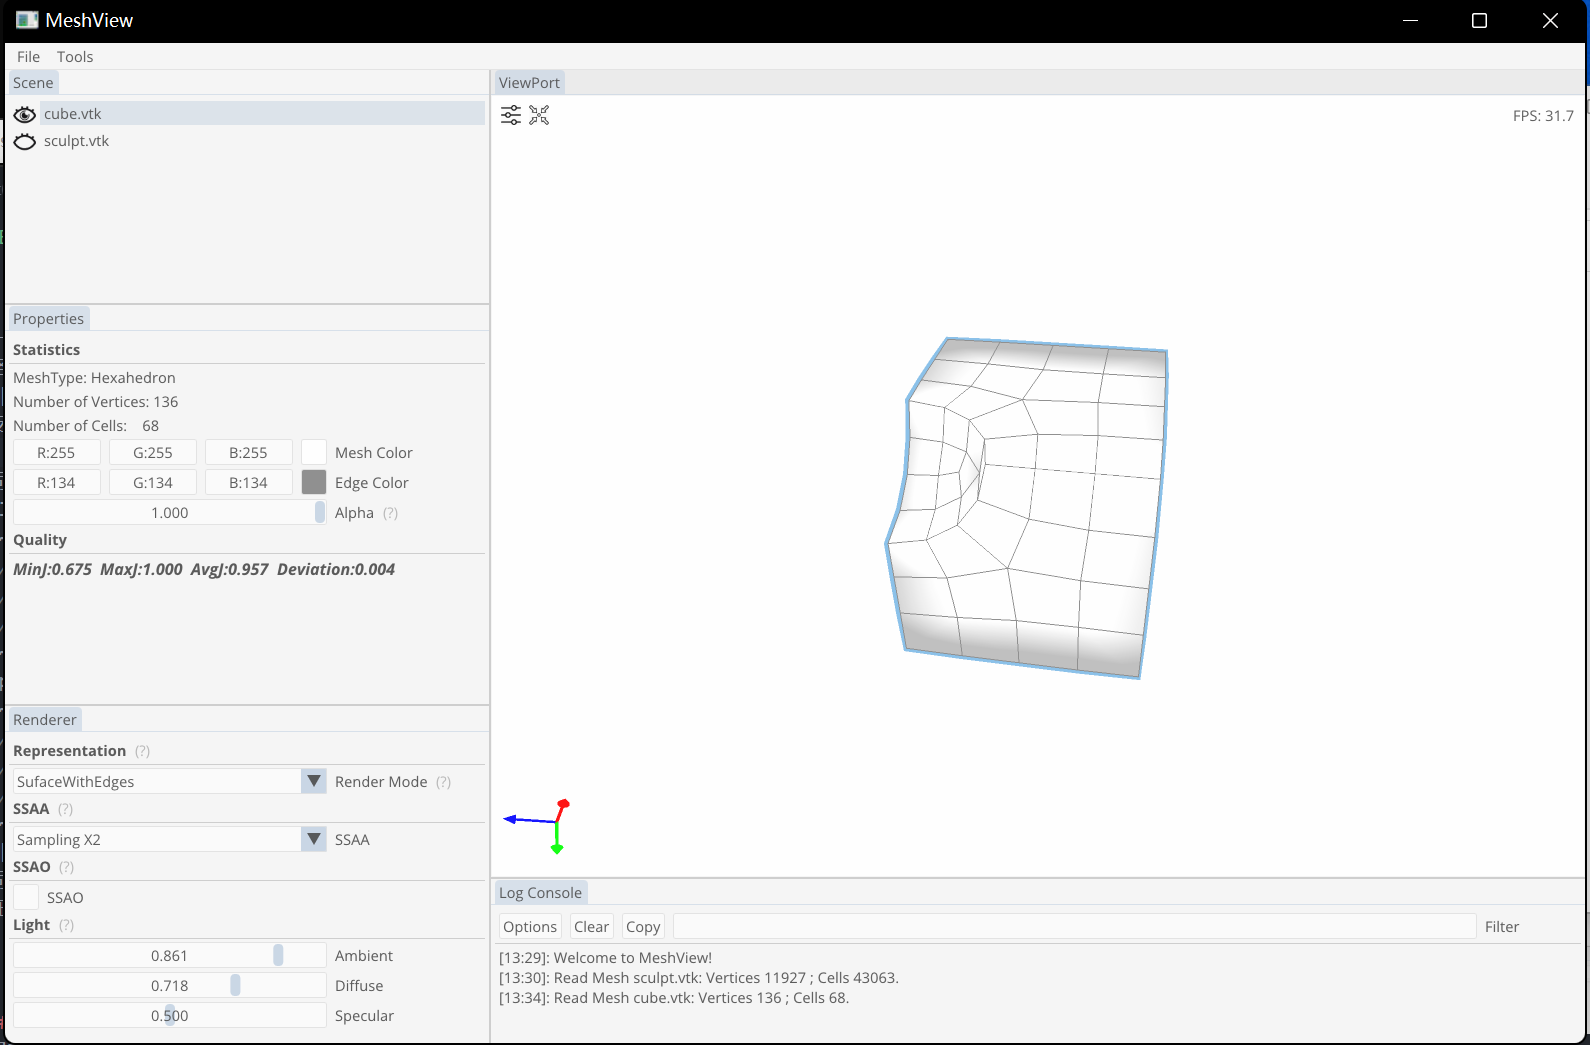 MeshView
File Tools
Scene
cube.vtk
sculpt.vtk
Properties
Statistics
MeshType: Hexahedron
Number of Vertices: 136
Number of Cells: 68
R:255 G:255 B:255 Mesh Color
R:134 G:134 B:134 Edge Color
1.000 Alpha (?)
Quality
MinJ:0.675 MaxJ:1.000 AvgJ:0.957 Deviation:0.004
Renderer
Representation (?)
SufaceWithEdges Render Mode (?)
SSAA (?)
Sampling X2 SSAA
SSAO (?)
SSAO
Light (?)
0.861 Ambient
0.718 Diffuse
0.500 Specular
ViewPort
FPS: 31.7
Log Console
Options Clear Copy Filter
[13:29]: Welcome to MeshView!
[13:30]: Read Mesh sculpt.vtk: Vertices 11927 ; Cells 43063.
[13:34]: Read Mesh cube.vtk: Vertices 136 ; Cells 68.